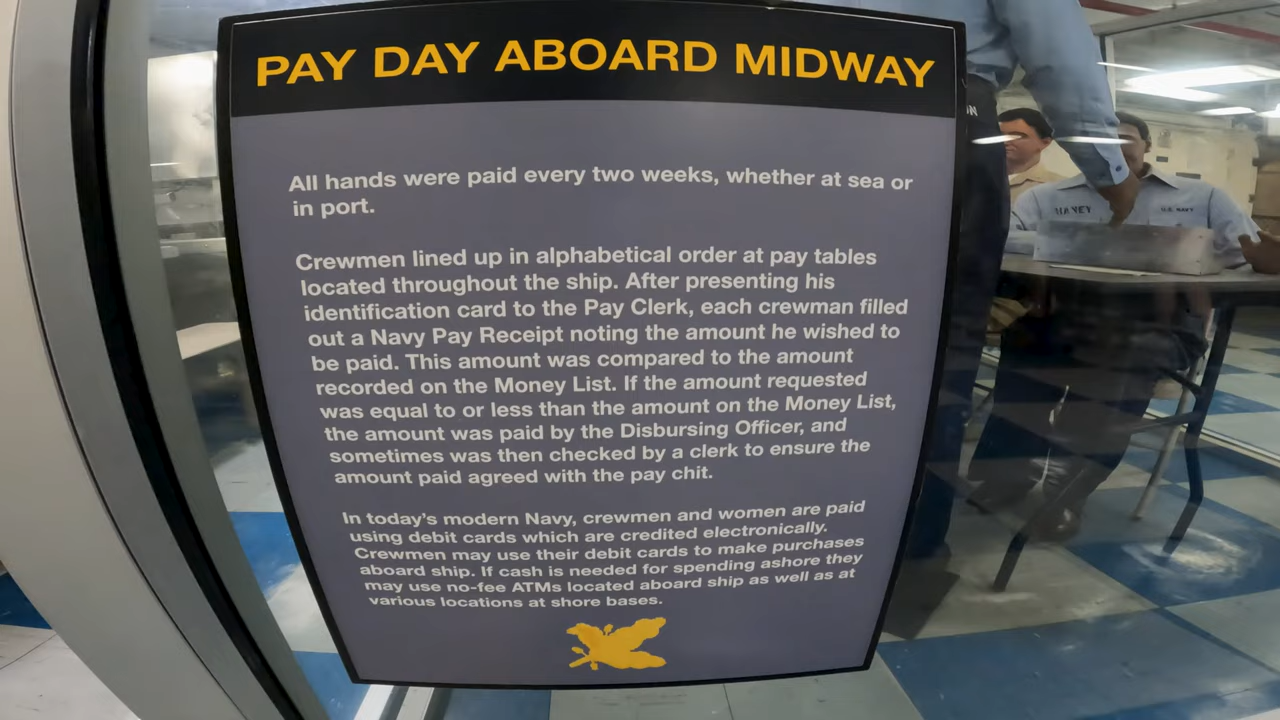 PAY DAY ABOARD MIDWAY
All hands were paid every two weeks, whether at sea or
in port.
Crewmen lined up in alphabetical order at pay tables
located throughout the ship. After presenting his
identification card to the Pay Clerk, each crewman filled
out a Navy Pay Receipt noting the amount he wished to
be paid. This amount was compared to the amount
recorded on the Money List. If the amount requested
was equal to or less than the amount on the Money List,
the amount was paid by the Disbursing Officer, and
sometimes was then checked by a clerk to ensure the
amount paid agreed with the pay chit.
In today's modern Navy, crewmen and women are paid
using debit cards which are credited electronically.
Crewmen may use their debit cards to make purchases
aboard ship. If cash is needed for spending ashore they
may use no-fee ATMs located aboard ship as well as at
various locations at shore bases.
U.S. NAVY